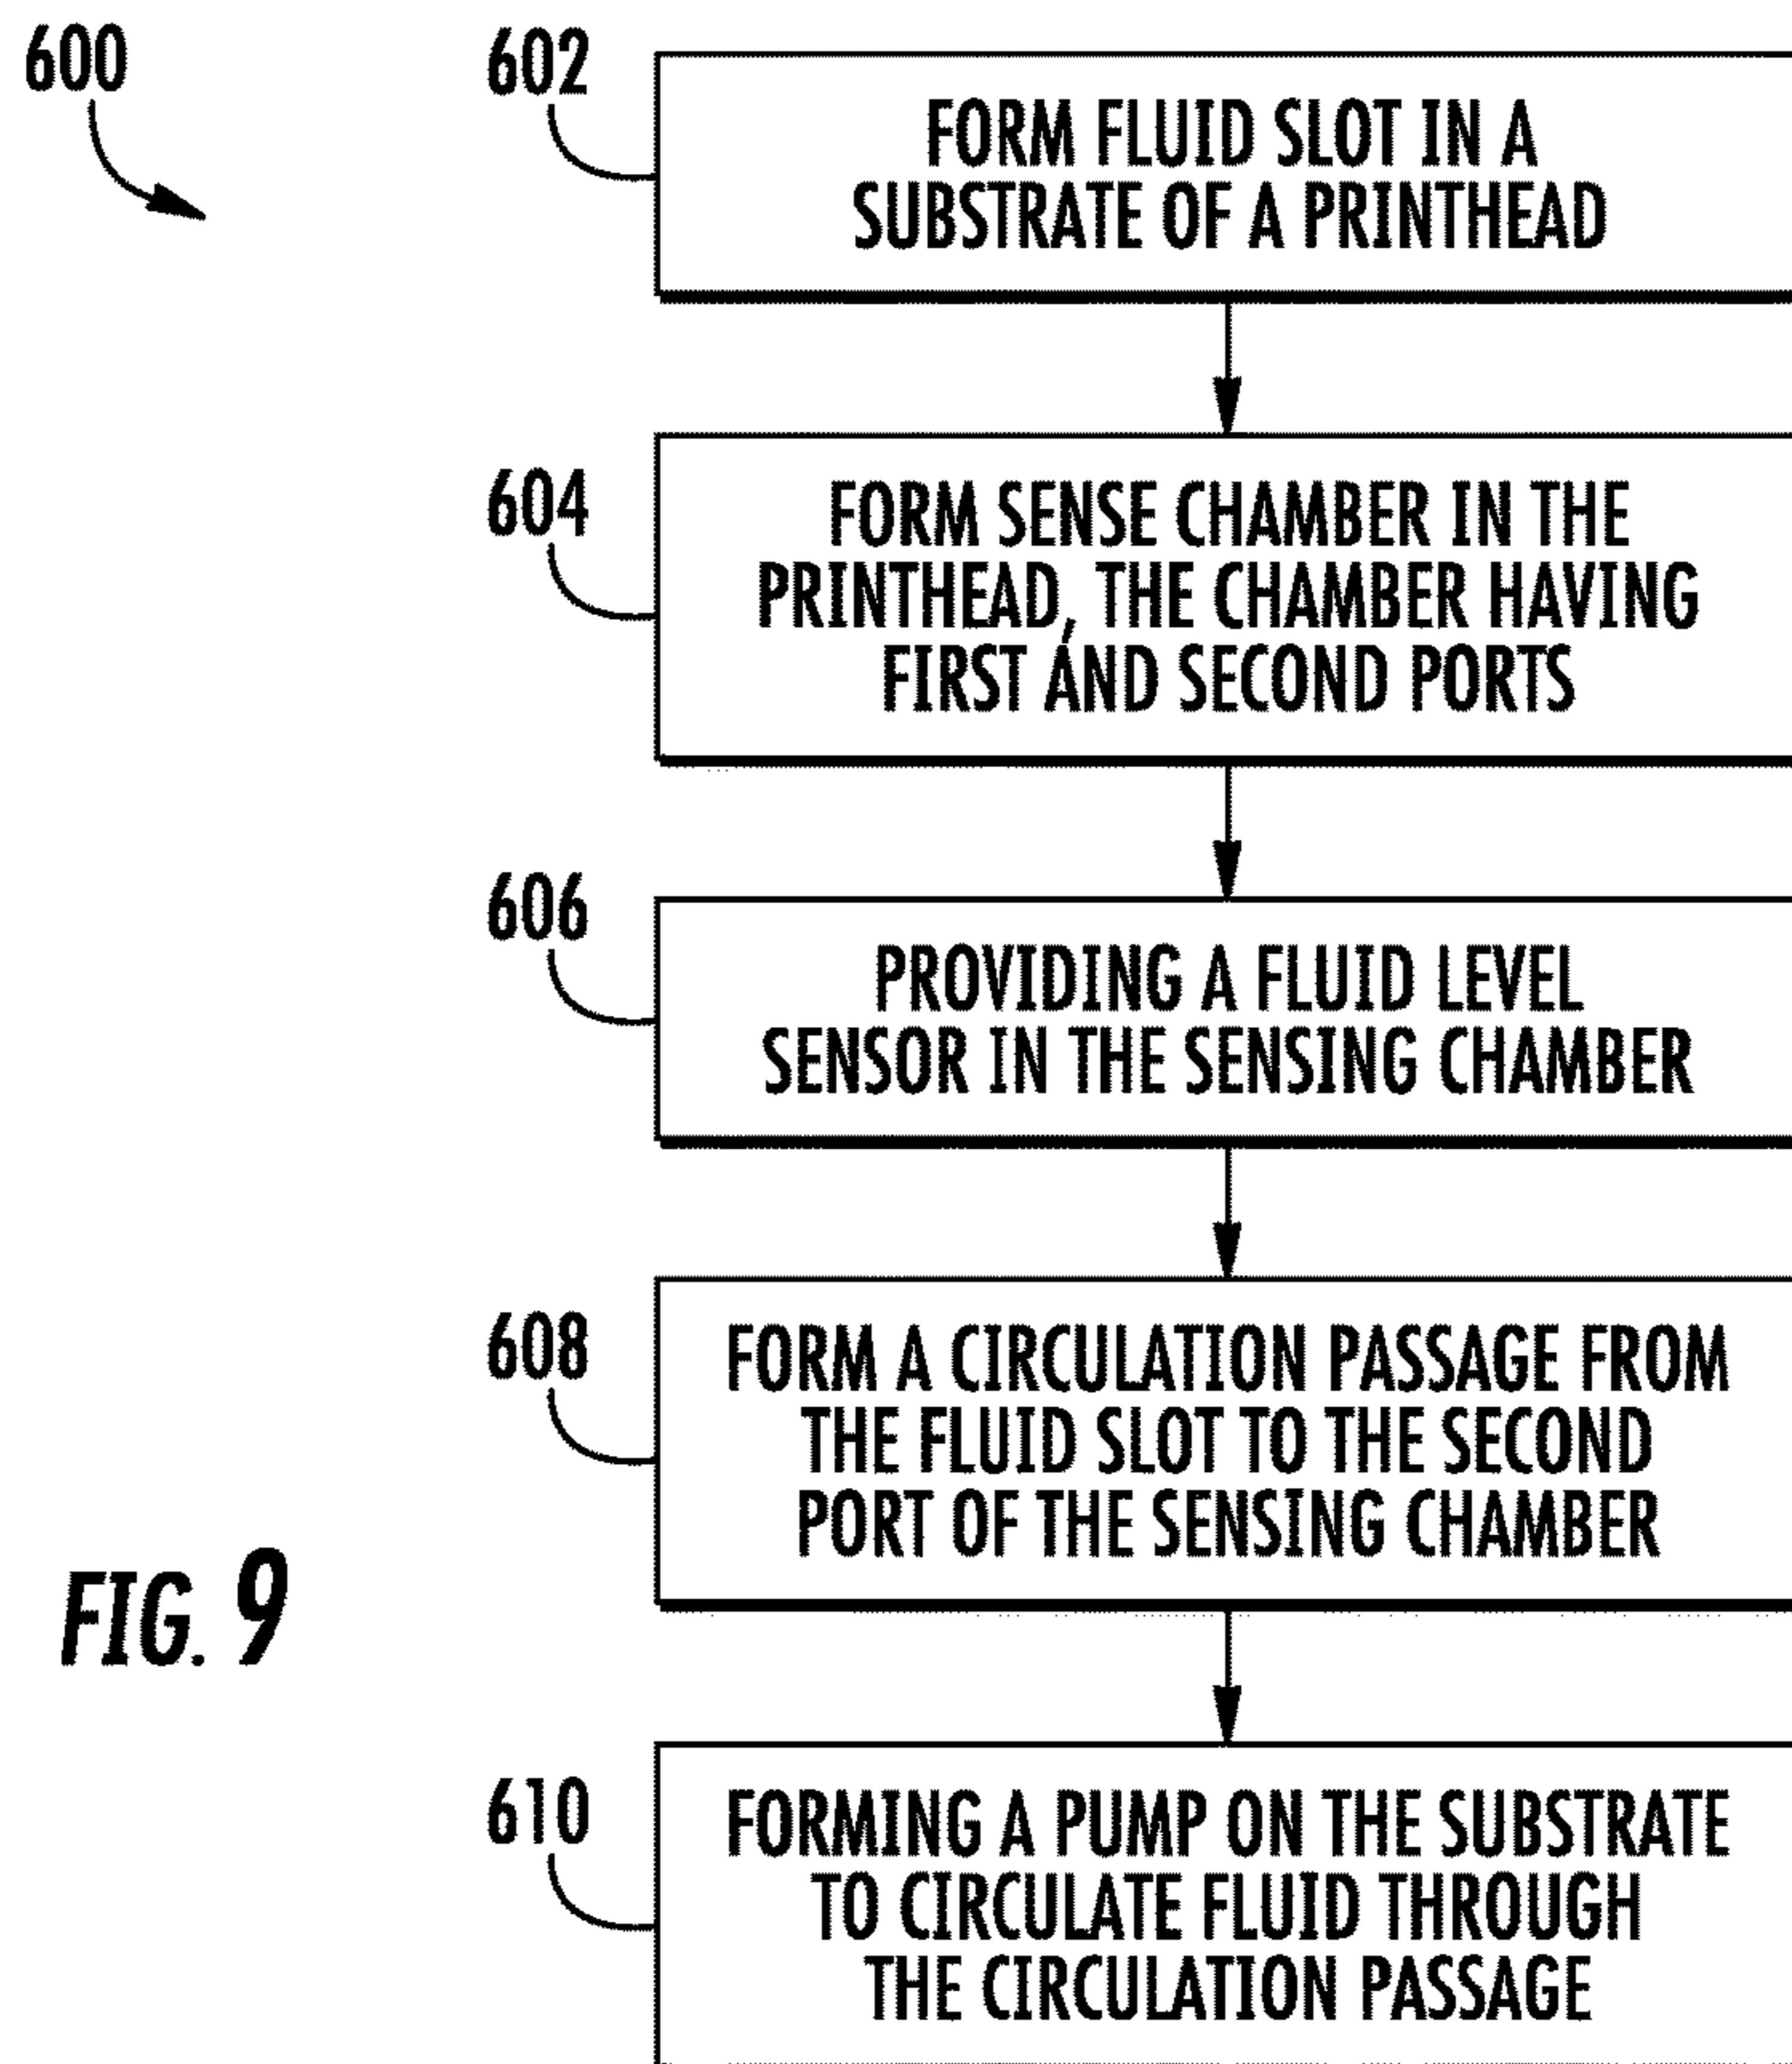 600
602
FORM FLUID SLOT IN A
SUBSTRATE OF A PRINTHEAD
604
FORM SENSE CHAMBER IN THE
PRINTHEAD, THE CHAMBER HAVING
FIRST AND SECOND PORTS
606
PROVIDING A FLUID LEVEL
SENSOR IN THE SENSING CHAMBER
608
FORM A CIRCULATION PASSAGE FROM
THE FLUID SLOT TO THE SECOND
PORT OF THE SENSING CHAMBER
FIG. 9
610
FORMING A PUMP ON THE SUBSTRATE
TO CIRCULATE FLUID THROUGH
THE CIRCULATION PASSAGE